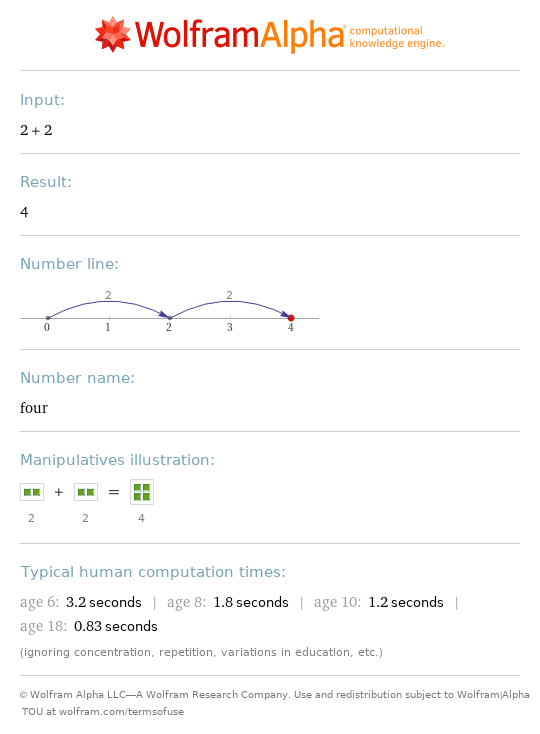 WolframAlpha computational
knowledge engine™
Input:
2 + 2
Result:
4
Number line:
2 2
0 1 2 3 4
Number name:
four
Manipulatives illustration:
+ =
2 2 4
Typical human computation times:
age 6: 3.2 seconds | age 8: 1.8 seconds | age 10: 1.2 seconds |
age 18: 0.83 seconds
(ignoring concentration, repetition, variations in education, etc.)
© Wolfram Alpha LLC—A Wolfram Research Company. Use and redistribution subject to Wolfram|Alpha
TOU at wolfram.com/termsofuse